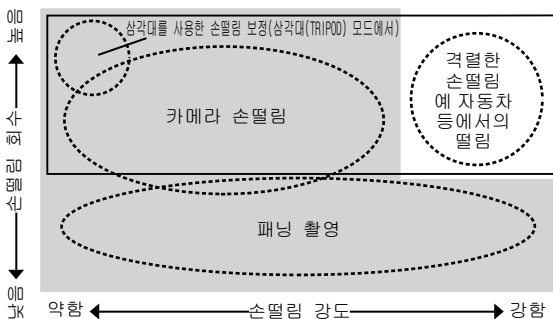 높음
삼각대를 사용한 손떨림 보정(삼각대(TRIPOD) 모드에서)
격렬한
손떨림
예 자동차
등에서의
떨림
카메라 손떨림
손떨림 회수
패닝 촬영
낮음
약함
손떨림 강도
강함